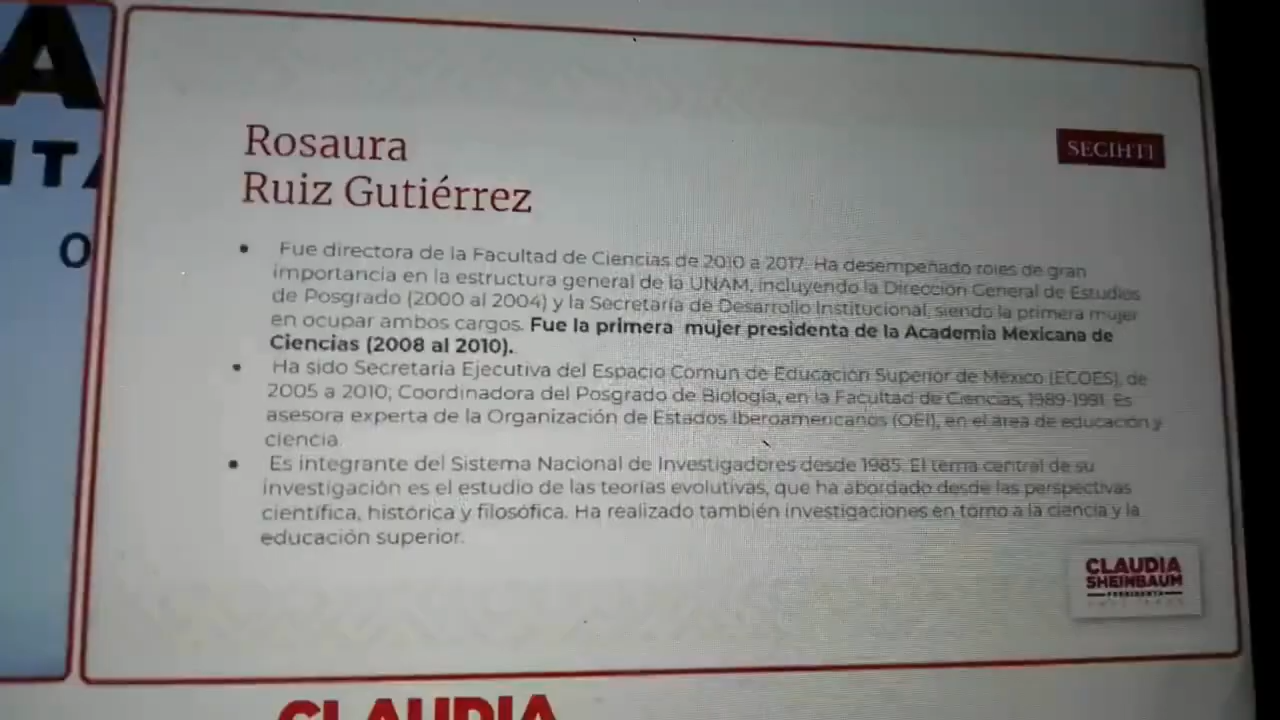 A
ITA
O
Rosaura
Ruiz Gutiérrez
SECIHTI
• Fue directora de la Facultad de Ciencias de 2010 a 2017. Ha desempeñado roles de gran
importancia en la estructura general de la UNAM, incluyendo la Dirección General de Estudios
de Posgrado (2000 al 2004) y la Secretaría de Desarrollo Institucional, siendo la primera mujer
en ocupar ambos cargos. Fue la primera mujer presidenta de la Academia Mexicana de
Ciencias (2008 al 2010).
• Ha sido Secretaria Ejecutiva del Espacio Común de Educación Superior de México (ECOES), de
2005 a 2010; Coordinadora del Posgrado de Biología, en la Facultad de Ciencias, 1989-1991. Es
asesora experta de la Organización de Estados Iberoamericanos (OEI), en el área de educación y
ciencia.
• Es integrante del Sistema Nacional de Investigadores desde 1985. El tema central de su
investigación es el estudio de las teorías evolutivas, que ha abordado desde las perspectivas
científica, histórica y filosófica. Ha realizado también investigaciones en torno a la ciencia y la
educación superior.
CLAUDIA
SHEINBAUM
PRESIDENTA
CLAUDIA